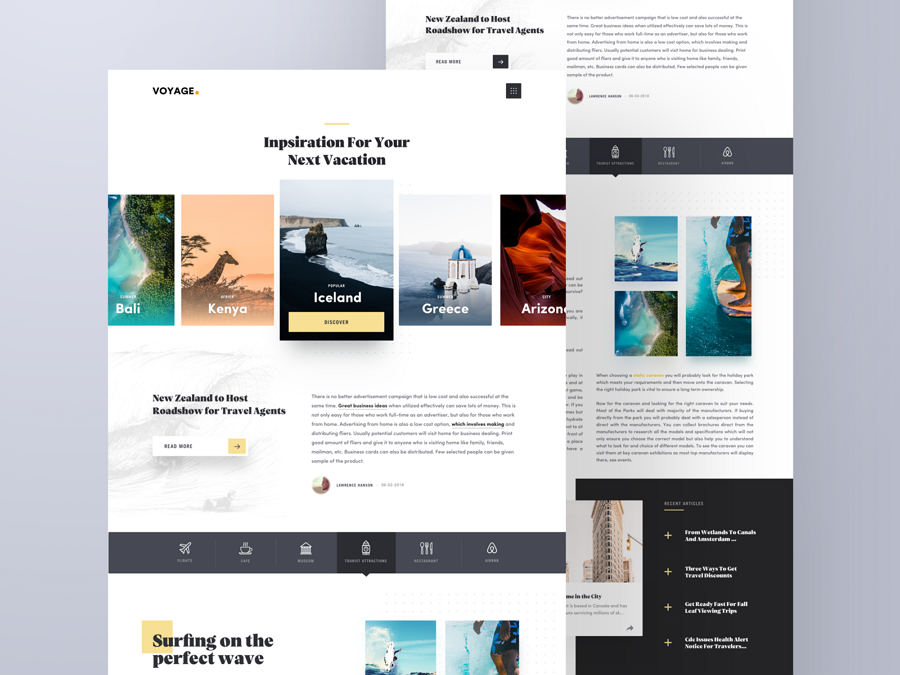 New Zealand to Host
Roadshow for Travel Agents
READ MORE
There is no better advertisement campaign that is low cost and also successful at the
same time. Great business ideas when utilized effectively can save lots of money. This is
not only easy for those who work full-time as an advertiser, but also for those who work
from home. Advertising from home is also a low cost option, which involves making and
distributing fliers. Usually potential customers will visit home for business dealing. Print
good amount of fliers and give it to anyone who is visiting home like family, friends,
mailman, etc. Business cards can also be distributed. Few selected people can be given
sample of the product.
LAWRENCE HANSON - 06-02-2018
VOYAGE.
Inpsiration For Your
Next Vacation
SUMMER
Bali
AFRICA
Kenya
POPULAR
Iceland
DISCOVER
SUMMER
Greece
CITY
Arizon
New Zealand to Host
Roadshow for Travel Agents
READ MORE
There is no better advertisement campaign that is low cost and also successful at the
same time. Great business ideas when utilized effectively can save lots of money. This is
not only easy for those who work full-time as an advertiser, but also for those who work
from home. Advertising from home is also a low cost option, which involves making and
distributing fliers. Usually potential customers will visit home for business dealing. Print
good amount of fliers and give it to anyone who is visiting home like family, friends,
mailman, etc. Business cards can also be distributed. Few selected people can be given
sample of the product.
LAWRENCE HANSON - 06-02-2018
FLIGHTS
CAFE
MUSEUM
TOURIST ATTRACTIONS
RESTAURANT
AIRBNB
Surfing on the
perfect wave
TOURIST ATTRACTIONS
RESTAURANT
AIRBNB
When choosing a static caravan you will probably look for the holiday park
which meets your requirements and then move onto the caravan. Selecting
the right holiday park is vital to ensure a long term ownership.
Now for the caravan and looking for the right caravan to suit your needs.
Most of the Parks will deal with majority of the manufacturers. If buying
directly from the park you will probably deal with a salesperson instead of
direct with the manufacturers. You can collect brochures direct from the
manufacturers to research all the models and specifications which will not
only ensure you choose the correct model but also help you to understand
what to look for and choice of different models. To see the caravan you can
visit them at key caravan exhibitions as most top manufacturers will display
there, see events.
me in the City
is based in Canada and has
servicing millions of st...
RECENT ARTICLES
From Wetlands To Canals
And Amsterdam ...
Three Ways To Get
Travel Discounts
Get Ready Fast For Fall
Leaf Viewing Trips
Cdc Issues Health Alert
Notice For Travelers...